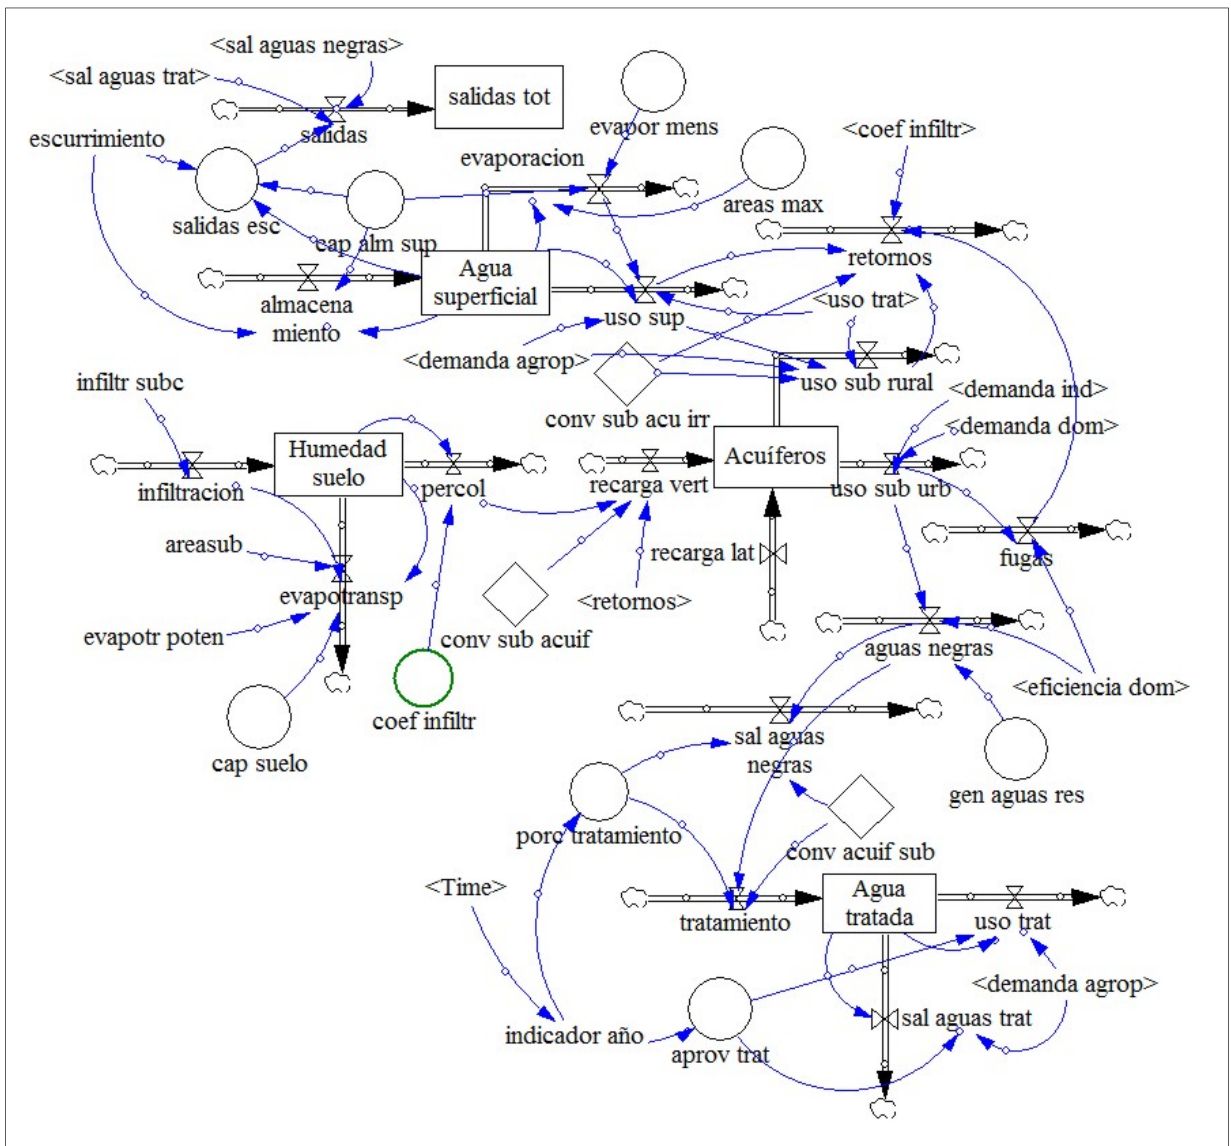 <sal aguas negras>
<sal aguas trat>
salidas tot
salidas
escurrimiento
evapor mens
evaporacion
<coef infiltr>
areas max
salidas esc
cap alm sup
retornos
Agua
superficial
almacena
miento
uso sup
<uso trat>
<demanda agrop>
uso sub rural
infiltr subc
conv sub acu irr
<demanda ind>
<demanda dom>
Humedad
suelo
Acuíferos
infiltracion
percol
recarga vert
uso sub urb
areasub
recarga lat
fugas
evapotransp
<retornos>
evapotr poten
conv sub acuif
aguas negras
<eficiencia dom>
coef infiltr
cap suelo
sal aguas
negras
gen aguas res
porc tratamiento
conv acuif sub
<Time>
Agua
tratada
tratamiento
uso trat
<demanda agrop>
sal aguas trat
indicador año
aprov trat